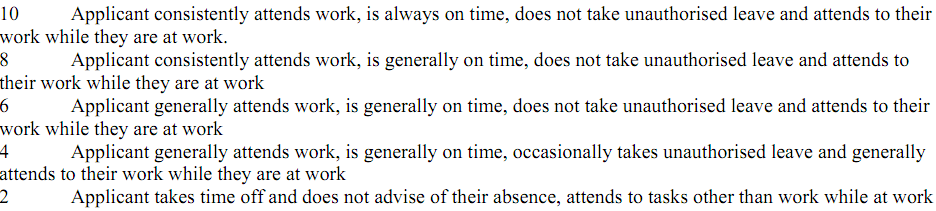 10 Applicant consistently attends work, is always on time, does not take unauthorised leave and attends to their
work while they are at work.
8 Applicant consistently attends work, is generally on time, does not take unauthorised leave and attends to
their work while they are at work
6 Applicant generally attends work, is generally on time, does not take unauthorised leave and attends to their
work while they are at work
4 Applicant generally attends work, is generally on time, occasionally takes unauthorised leave and generally
attends to their work while they are at work
2 Applicant takes time off and does not advise of their absence, attends to tasks other than work while at work